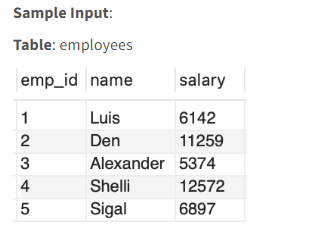 Sample Input:
Table: employees
emp_id name salary
1 Luis 6142
2 Den 11259
3 Alexander 5374
4 Shelli 12572
5 Sigal 6897